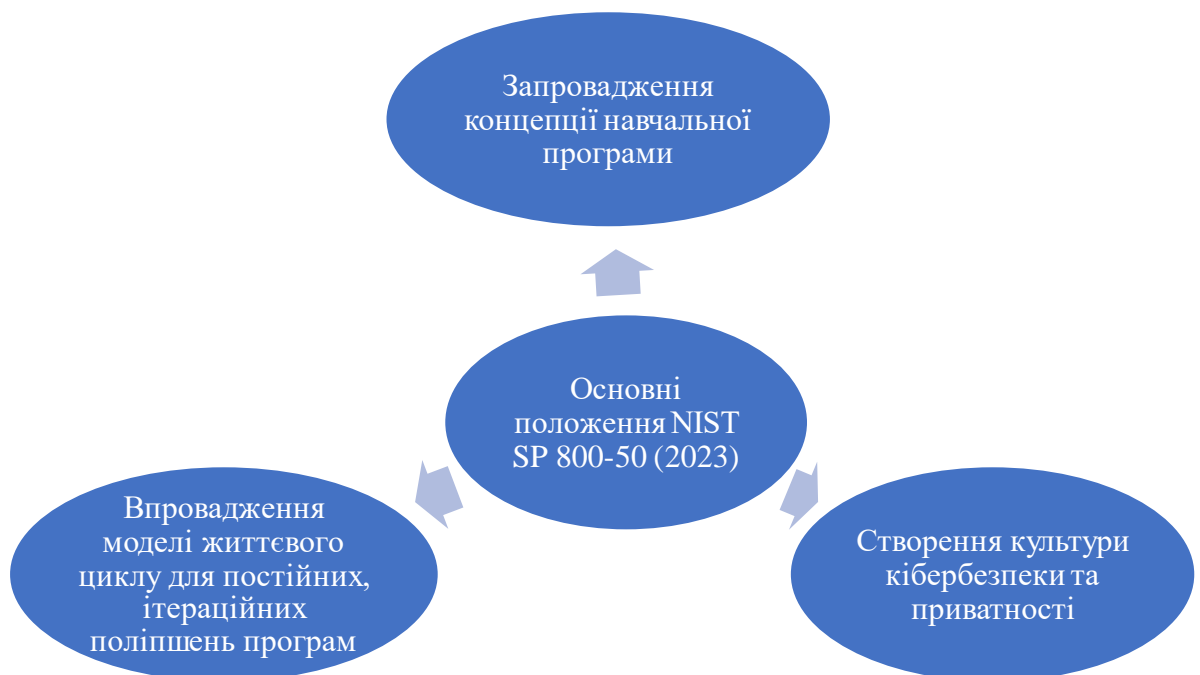 Запровадження
концепції навчальної
програми
Основні
положення NIST
SP 800-50 (2023)
Впровадження
моделі життєвого
циклу для постійних,
ітераційних
поліпшень програм
Створення культури
кібербезпеки та
приватності